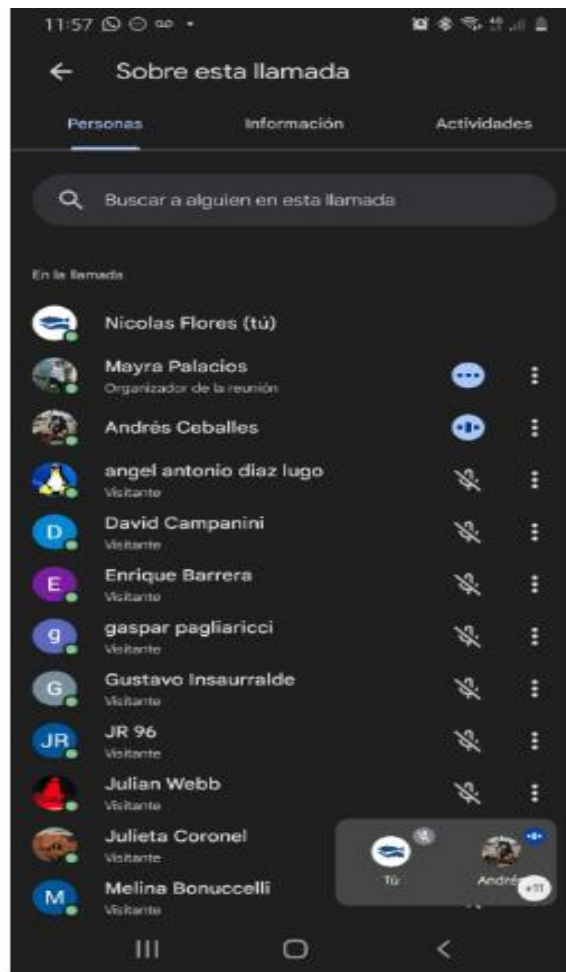 11:57
Sobre esta llamada
Personas Información Actividades
Buscar a alguien en esta llamada
En la llamada
Nicolas Flores (tú)
Mayra Palacios
Organizador de la reunión
Andrés Ceballes
angel antonio diaz lugo
Visitante
D David Campanini
Visitante
E Enrique Barrera
Visitante
g gaspar pagliaricci
Visitante
G Gustavo Insaurralde
Visitante
JR JR 96
Visitante
Julian Webb
Visitante
Julieta Coronel
Visitante
Tú Andrés +11
M Melina Bonuccelli
Visitante